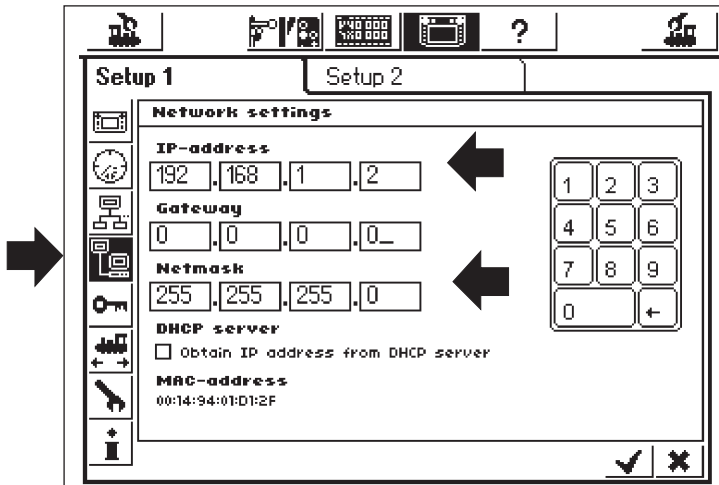 ?
Setup 1 Setup 2
Network settings
IP-address
192 . 168 . 1 . 2
Gateway
0 . 0 . 0 . 0_
Netmask
255 . 255 . 255 . 0
DHCP server
Obtain IP address from DHCP server
MAC-address
00:14:94:01:D1:2F
1 2 3
4 5 6
7 8 9
0 ←